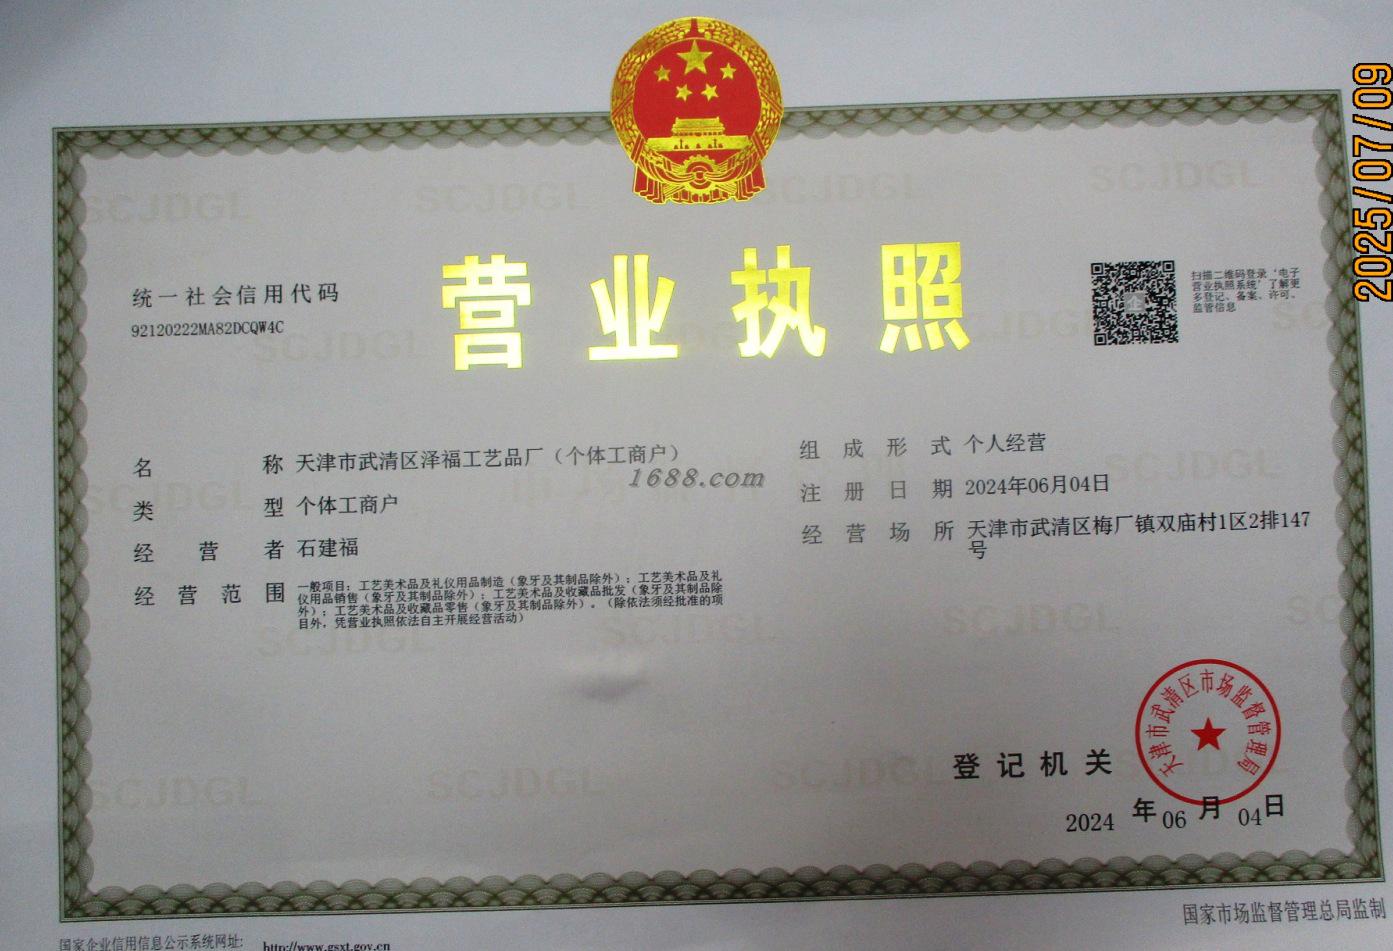 2025/07/09
营业执照
统一社会信用代码
92120222MA82DCQW4C
扫描二维码登录‘电子
营业执照系统’了解更
多登记、备案、许可、
监管信息
名称 天津市武清区泽福工艺品厂（个体工商户）
类型 个体工商户
经营者 石建福
经营范围 一般项目：工艺美术品及礼仪用品制造（象牙及其制品除外）；工艺美术品及礼
仪用品销售（象牙及其制品除外）；工艺美术品及收藏品批发（象牙及其制品除
外）；工艺美术品及收藏品零售（象牙及其制品除外）。（除依法须经批准的项
目外，凭营业执照依法自主开展经营活动）
组成形式 个人经营
注册日期 2024年06月04日
经营场所 天津市武清区梅厂镇双庙村1区2排147
号
1688.com
天津市武清区市场监督管理局
登记机关
2024年06月04日
国家企业信用信息公示系统网址: http://www.gsxt.gov.cn
国家市场监督管理总局监制
SCJDGL